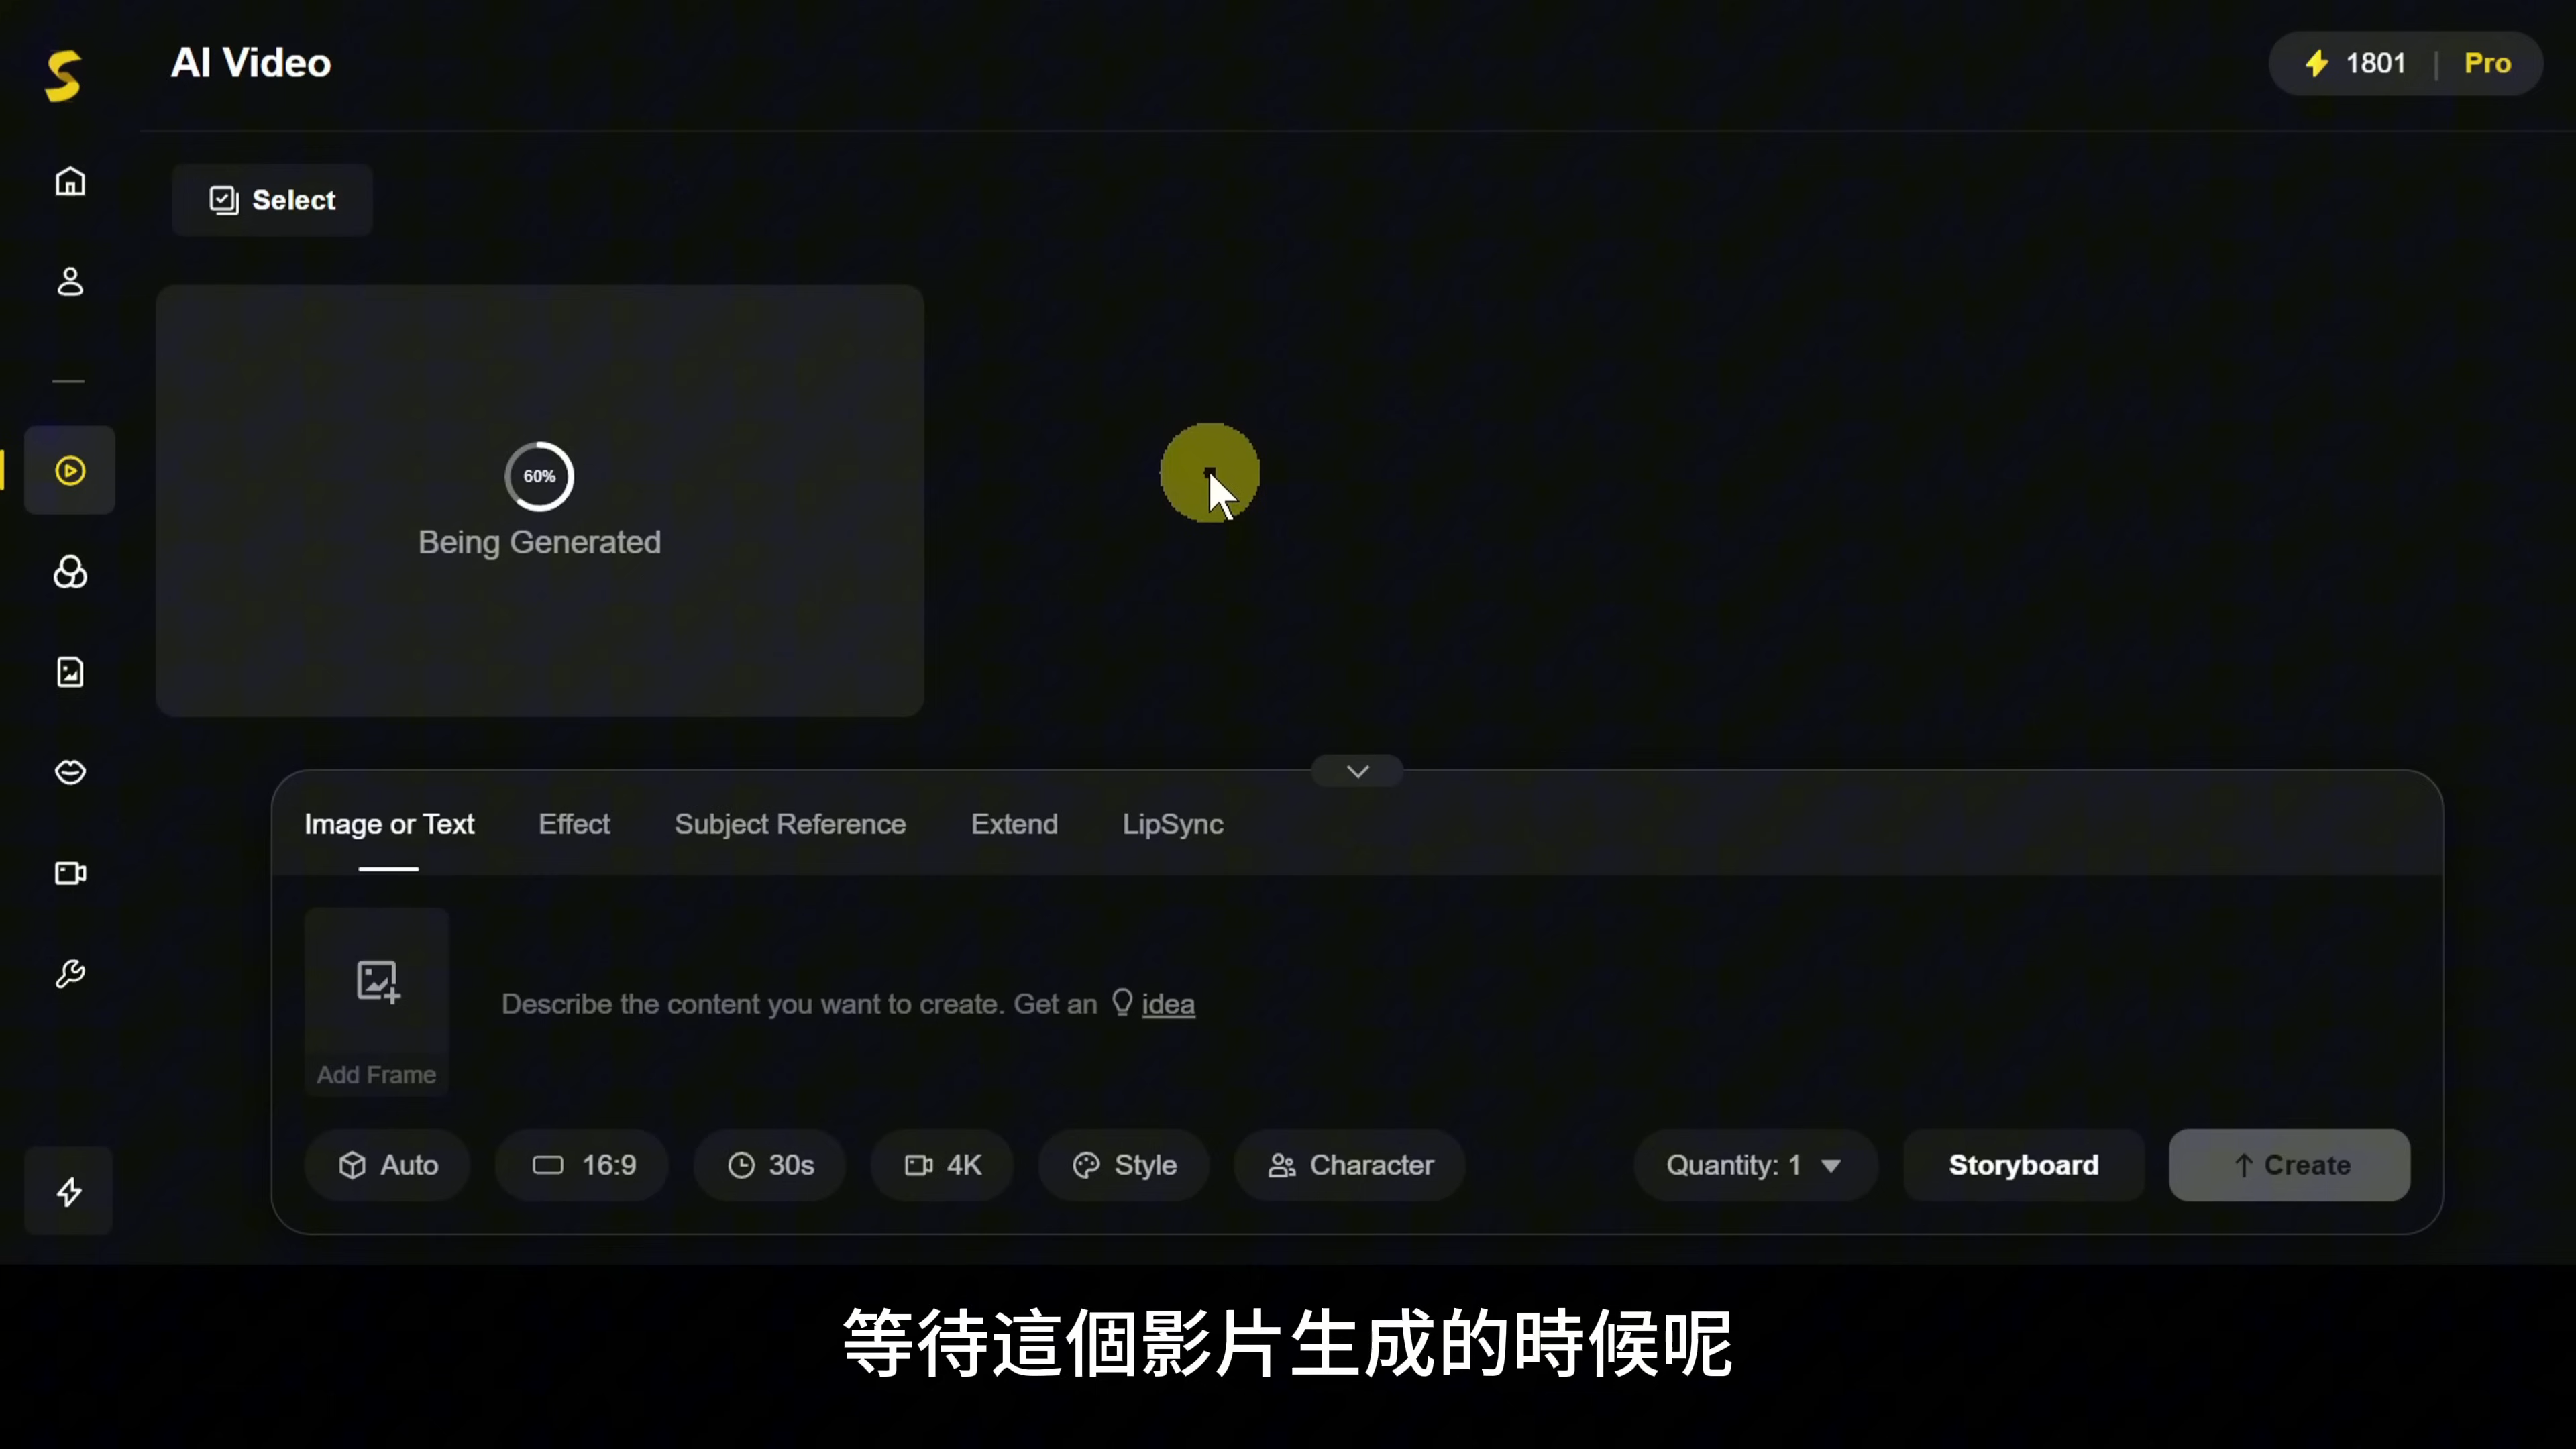 AI Video
1801 | Pro
Select
60%
Being Generated
Image or Text Effect Subject Reference Extend LipSync
Describe the content you want to create. Get an idea
Add Frame
Auto 16:9 30s 4K Style Character Quantity: 1 Storyboard Create
等待這個影片生成的時候呢